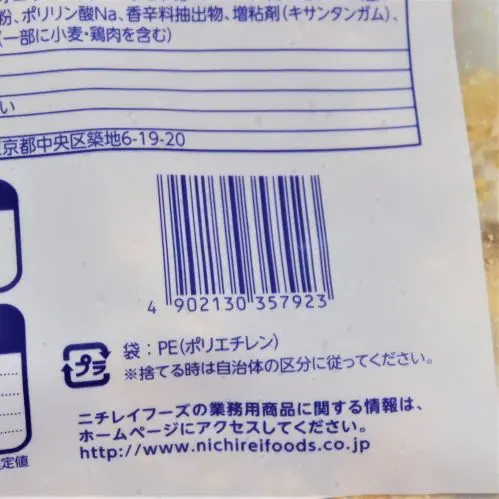 粉、ポリリン酸Na、香辛料抽出物、増粘剤(キサンタンガム)、
(一部に小麦・鶏肉を含む)
い
京都中央区築地6-19-20
4 902130 357923
プラ
袋：PE(ポリエチレン)
※捨てる時は自治体の区分に従ってください。
定値
ニチレイフーズの業務用商品に関する情報は、
ホームページにアクセスしてください。
http://www.nichireifoods.co.jp